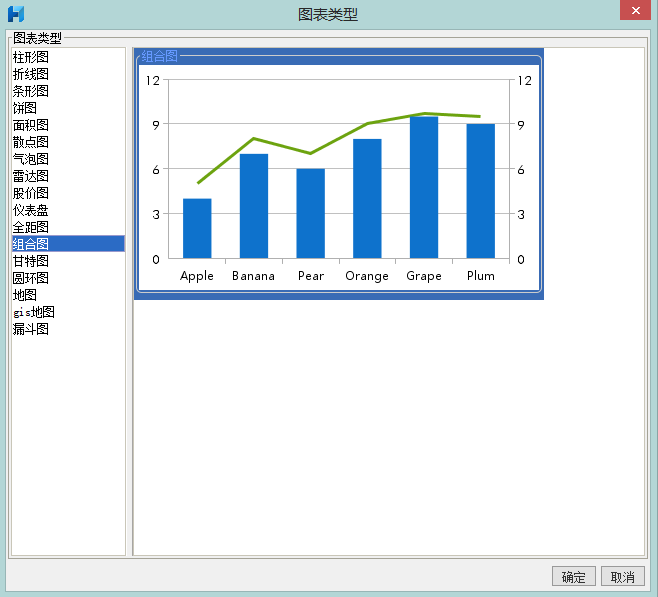 图表类型
图表类型
柱形图
折线图
条形图
饼图
面积图
散点图
气泡图
雷达图
股价图
仪表盘
全距图
组合图
甘特图
圆环图
地图
gis地图
漏斗图
组合图
12 12
9 9
6 6
3 3
0 0
Apple Banana Pear Orange Grape Plum
确定 取消